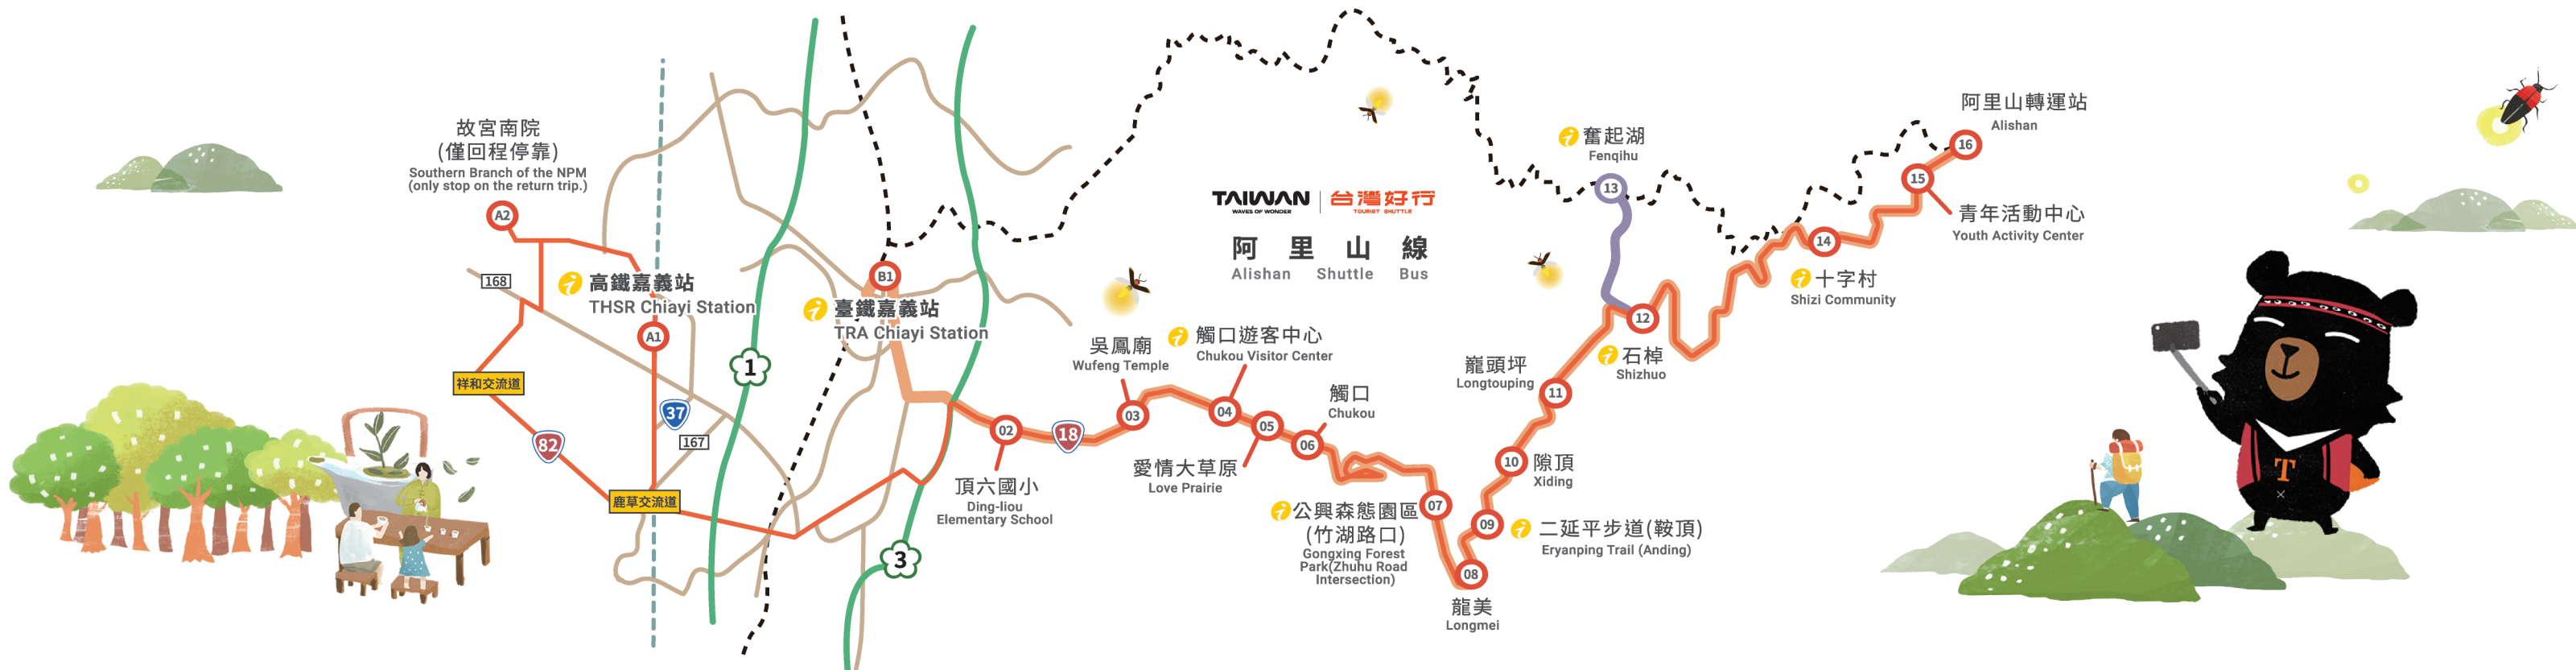 故宮南院
(僅回程停靠)
Southern Branch of the NPM
(only stop on the return trip.)
A2
168
高鐵嘉義站
THSR Chiayi Station
A1
祥和交流道
82
37
167
鹿草交流道
1
B1
臺鐵嘉義站
TRA Chiayi Station
3
02
頂六國小
Ding-liou
Elementary School
18
吳鳳廟
Wufeng Temple
03
觸口遊客中心
Chukou Visitor Center
04
05
愛情大草原
Love Prairie
觸口
Chukou
06
TAIWAN
WAVES OF WONDER
台灣好行
TOURIST SHUTTLE
阿里山線
Alishan Shuttle Bus
公興森態園區
(竹湖路口)
Gongxing Forest
Park(Zhuhu Road
Intersection)
07
08
龍美
Longmei
09
二延平步道(鞍頂)
Eryanping Trail (Anding)
10
隙頂
Xiding
龍頭坪
Longtouping
11
12
石棹
Shizhuo
奮起湖
Fenqihu
13
14
十字村
Shizi Community
15
青年活動中心
Youth Activity Center
阿里山轉運站
Alishan
16
T